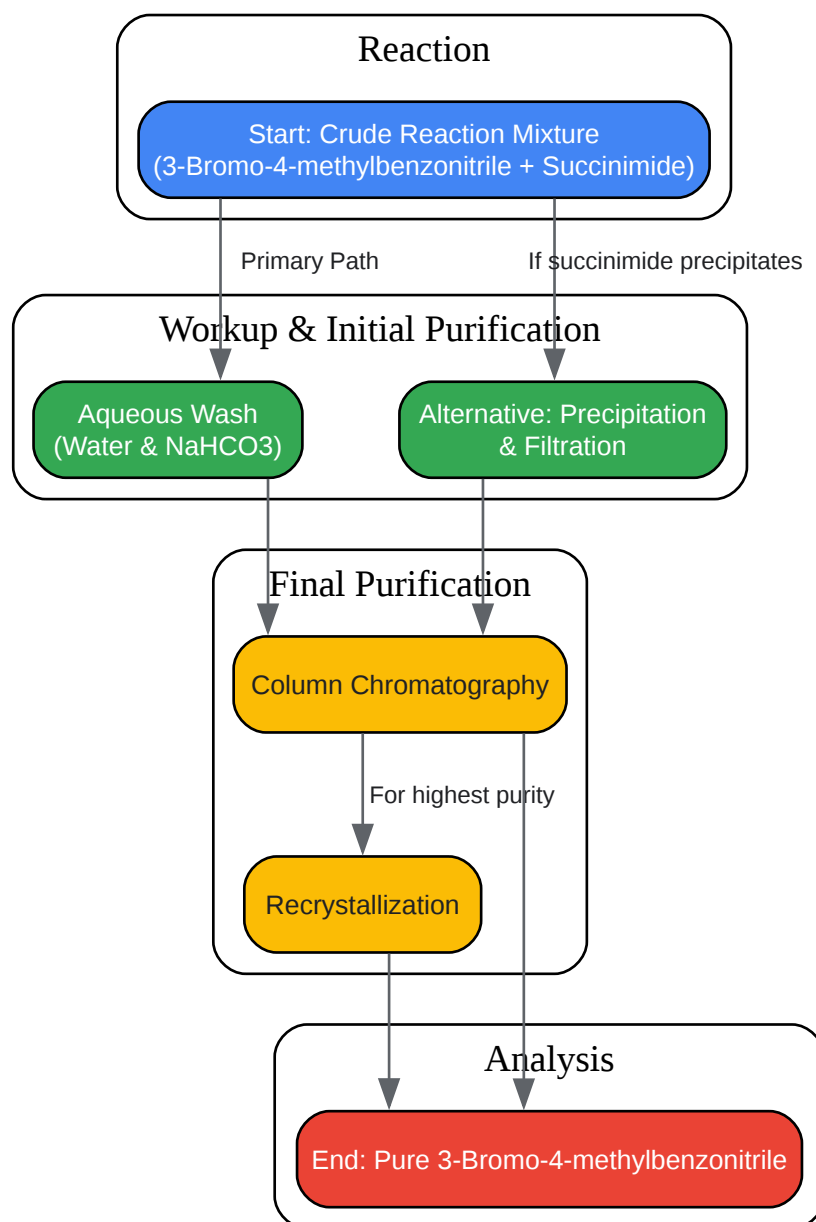 Reaction
Start: Crude Reaction Mixture
(3-Bromo-4-methylbenzonitrile + Succinimide)
Primary Path
If succinimide precipitates
Workup & Initial Purification
Aqueous Wash
(Water & NaHCO3)
Alternative: Precipitation
& Filtration
Final Purification
Column Chromatography
For highest purity
Recrystallization
Analysis
End: Pure 3-Bromo-4-methylbenzonitrile